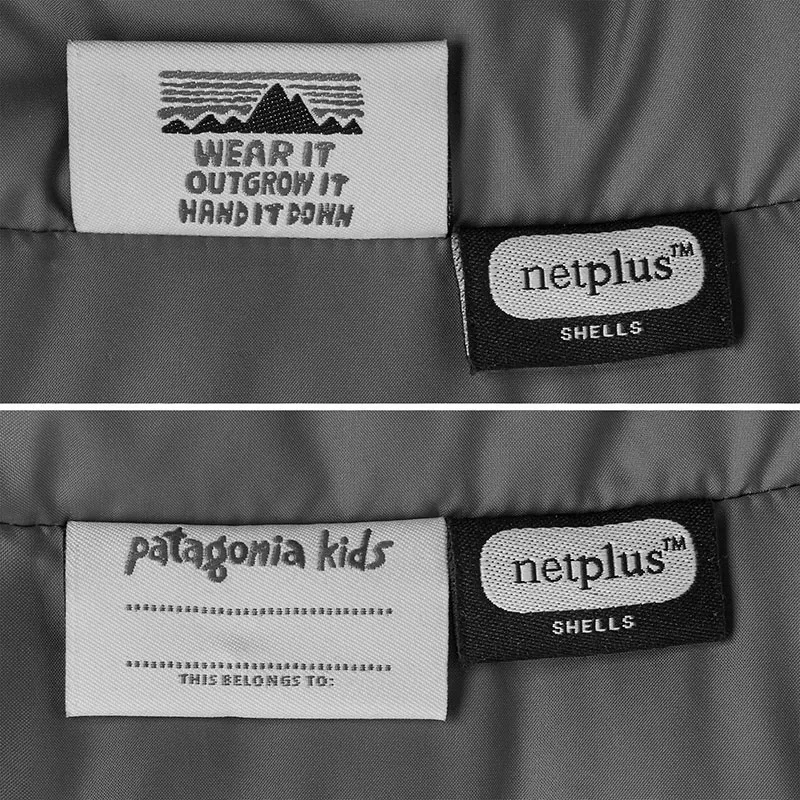 WEAR IT
OUTGROW IT
HAND IT DOWN
netplus™
SHELLS
patagonia kids
THIS BELONGS TO:
netplus™
SHELLS